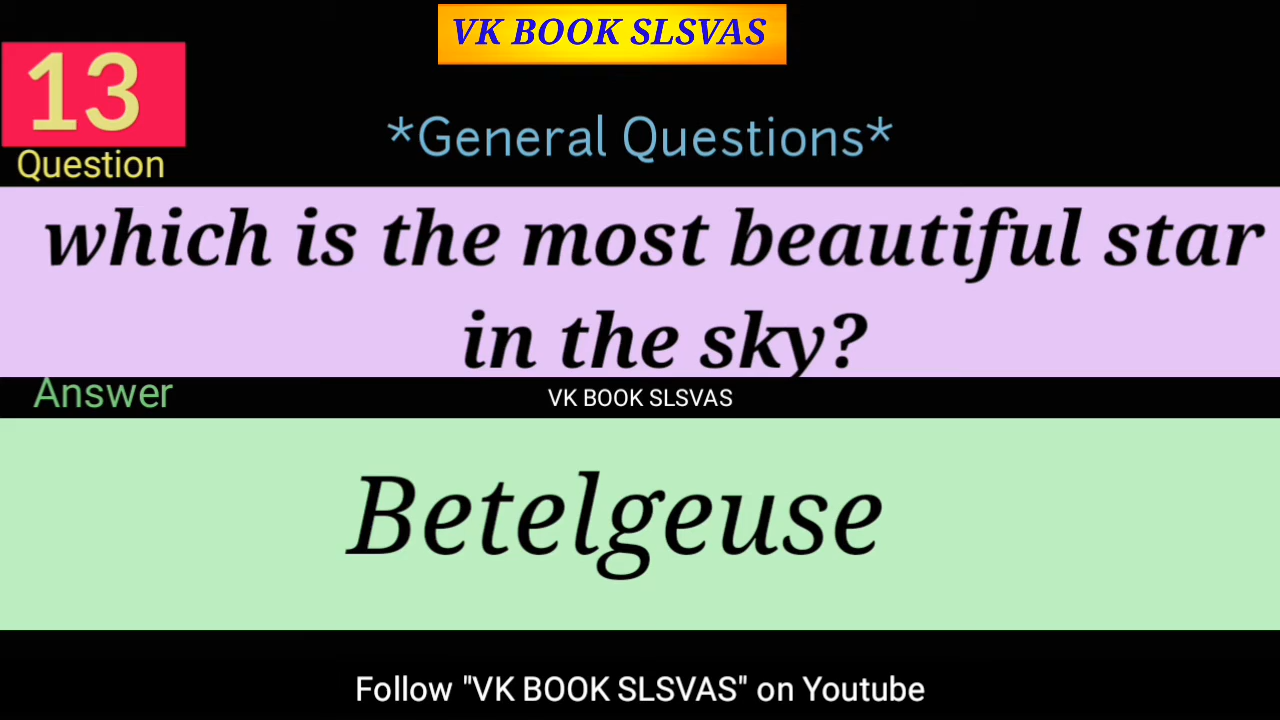 VK BOOK SLSVAS
13
Question
*General Questions*
which is the most beautiful star
in the sky?
Answer
VK BOOK SLSVAS
Betelgeuse
Follow "VK BOOK SLSVAS" on Youtube